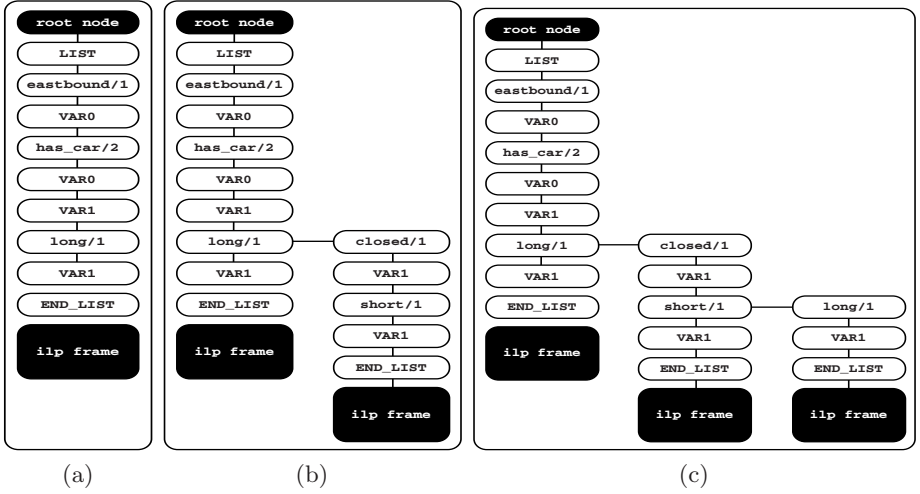 root node
LIST
eastbound/1
VAR0
has_car/2
VAR0
VAR1
long/1
VAR1
END_LIST
ilp frame
(a)
root node
LIST
eastbound/1
VAR0
has_car/2
VAR0
VAR1
long/1
VAR1
END_LIST
ilp frame
closed/1
VAR1
short/1
VAR1
END_LIST
ilp frame
(b)
root node
LIST
eastbound/1
VAR0
has_car/2
VAR0
VAR1
long/1
VAR1
END_LIST
ilp frame
closed/1
VAR1
short/1
VAR1
END_LIST
ilp frame
long/1
VAR1
END_LIST
ilp frame
(c)